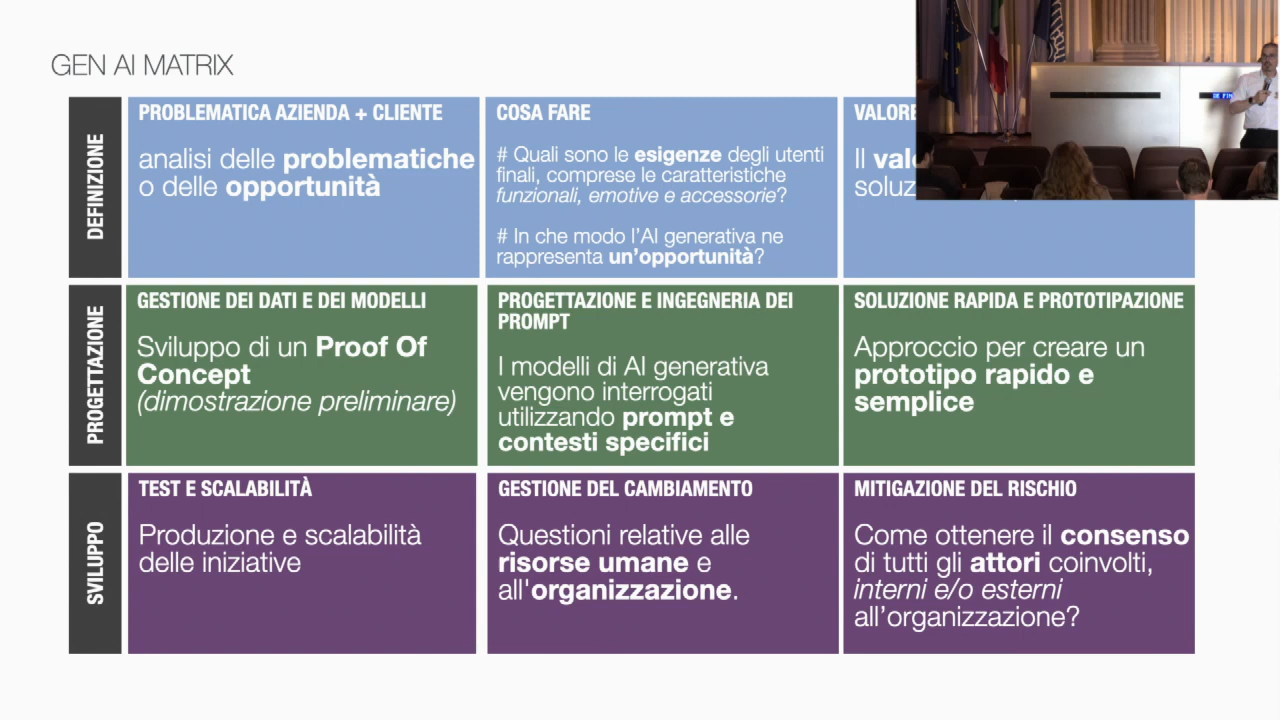 GEN AI MATRIX
DEFINIZIONE
PROBLEMATICA AZIENDA + CLIENTE
analisi delle problematiche
o delle opportunità
COSA FARE
# Quali sono le esigenze degli utenti
finali, comprese le caratteristiche
funzionali, emotive e accessorie?
# In che modo l'AI generativa ne
rappresenta un'opportunità?
VALORE
Il
PROGETTAZIONE
GESTIONE DEI DATI E DEI MODELLI
Sviluppo di un Proof Of
Concept
(dimostrazione preliminare)
PROGETTAZIONE E INGEGNERIA DEI
PROMPT
I modelli di AI generativa
vengono interrogati
utilizzando prompt e
contesti specifici
SOLUZIONE RAPIDA E PROTOTIPAZIONE
Approccio per creare un
prototipo rapido e
semplice
SVILUPPO
TEST E SCALABILITÀ
Produzione e scalabilità
delle iniziative
GESTIONE DEL CAMBIAMENTO
Questioni relative alle
risorse umane e
all'organizzazione.
MITIGAZIONE DEL RISCHIO
Come ottenere il consenso
di tutti gli attori coinvolti,
interni e/o esterni
all'organizzazione?